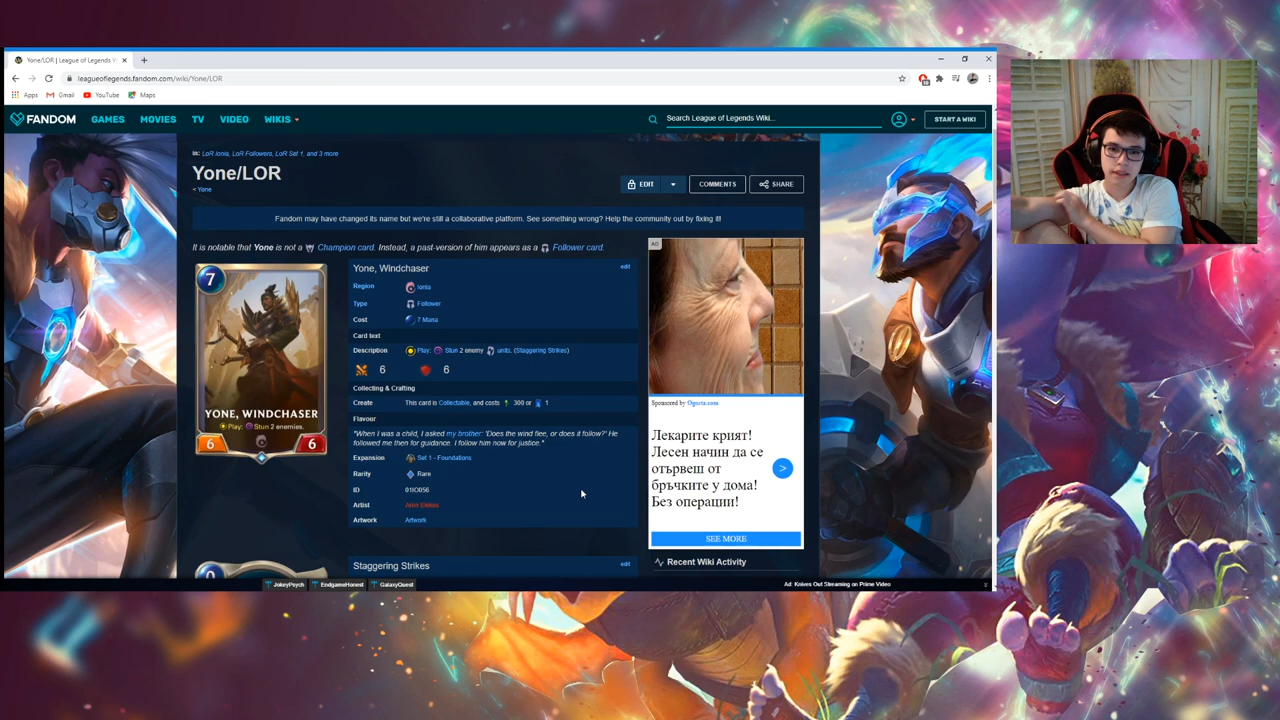 Yone/LOR | League of Legends W
leagueoflegends.fandom.com/wiki/Yone/LOR
Apps Gmail YouTube Maps
FANDOM GAMES MOVIES TV VIDEO WIKIS Search League of Legends Wiki... START A WIKI
in: LoR Ionia, LoR Followers, LoR Set 1, and 3 more
Yone/LOR
< Yone
EDIT COMMENTS SHARE
Fandom may have changed its name but we're still a collaborative platform. See something wrong? Help the community out by fixing it!
It is notable that Yone is not a Champion card. Instead, a past-version of him appears as a Follower card.
7
YONE, WINDCHASER
Play: Stun 2 enemies.
6 6
Yone, Windchaser edit
Region Ionia
Type Follower
Cost 7 Mana
Card text
Description Play: Stun 2 enemy units. (Staggering Strikes)
6 6
Collecting & Crafting
Create This card is Collectable, and costs 300 or 1
Flavour
"When I was a child, I asked my brother: 'Does the wind flee, or does it follow?' He
followed me then for guidance. I follow him now for justice."
Expansion Set 1 - Foundations
Rarity Rare
ID 01IO056
Artist
Artwork Artwork
Staggering Strikes edit
0
AD
Sponsored by Ogorta.com
Лекарите крият!
Лесен начин да се
отървеш от
бръчките у дома!
Без операции!
>
SEE MORE
Recent Wiki Activity
JokeyPsych EndgameHonest GalaxyQuest Ad: Knives Out Streaming on Prime Video